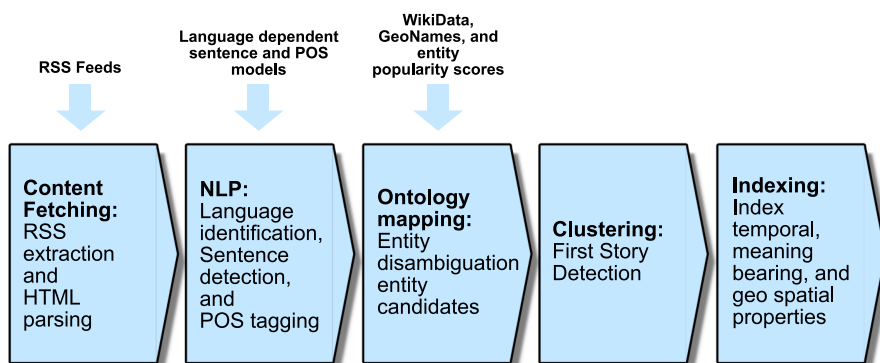 RSS Feeds
Language dependent
sentence and POS
models
WikiData,
GeoNames, and
entity
popularity scores
Content
Fetching:
RSS
extraction
and
HTML
parsing
NLP:
Language
identification,
Sentence
detection,
and
POS tagging
Ontology
mapping:
Entity
disambiguation
entity
candidates
Clustering:
First Story
Detection
Indexing:
Index
temporal,
meaning
bearing, and
geo spatial
properties